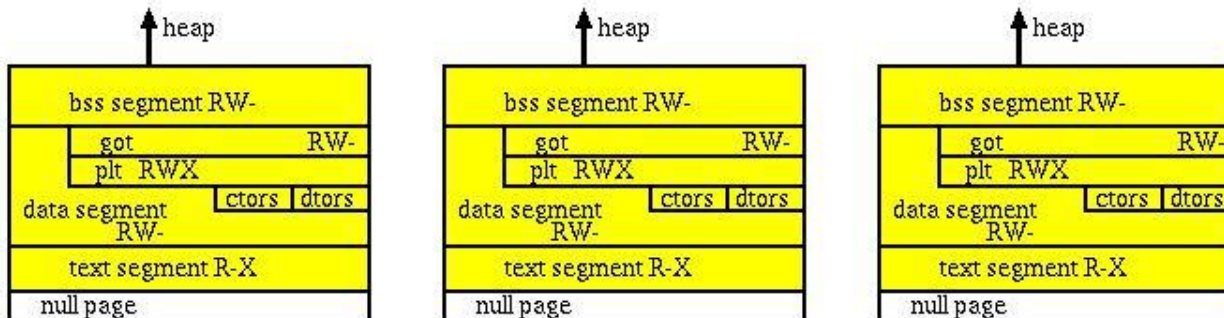 heap
bss segment RW-
got RW-
plt RWX
ctors dtors
data segment
RW-
text segment R-X
null page
heap
bss segment RW-
got RW-
plt RWX
ctors dtors
data segment
RW-
text segment R-X
null page
heap
bss segment RW-
got RW-
plt RWX
ctors dtors
data segment
RW-
text segment R-X
null page